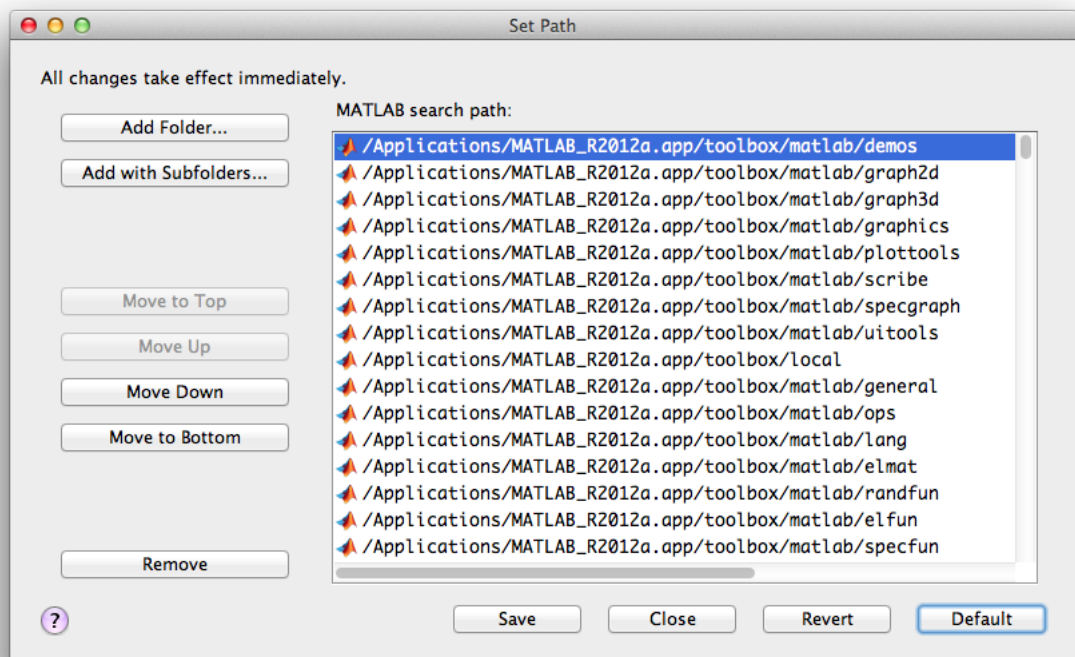 Set Path
All changes take effect immediately.
MATLAB search path:
Add Folder...
Add with Subfolders...
Move to Top
Move Up
Move Down
Move to Bottom
Remove
/Applications/MATLAB_R2012a.app/toolbox/matlab/demos
/Applications/MATLAB_R2012a.app/toolbox/matlab/graph2d
/Applications/MATLAB_R2012a.app/toolbox/matlab/graph3d
/Applications/MATLAB_R2012a.app/toolbox/matlab/graphics
/Applications/MATLAB_R2012a.app/toolbox/matlab/plottools
/Applications/MATLAB_R2012a.app/toolbox/matlab/scribe
/Applications/MATLAB_R2012a.app/toolbox/matlab/specgraph
/Applications/MATLAB_R2012a.app/toolbox/matlab/uitools
/Applications/MATLAB_R2012a.app/toolbox/local
/Applications/MATLAB_R2012a.app/toolbox/matlab/general
/Applications/MATLAB_R2012a.app/toolbox/matlab/ops
/Applications/MATLAB_R2012a.app/toolbox/matlab/lang
/Applications/MATLAB_R2012a.app/toolbox/matlab/elmat
/Applications/MATLAB_R2012a.app/toolbox/matlab/randfun
/Applications/MATLAB_R2012a.app/toolbox/matlab/elfun
/Applications/MATLAB_R2012a.app/toolbox/matlab/specfun
?
Save
Close
Revert
Default